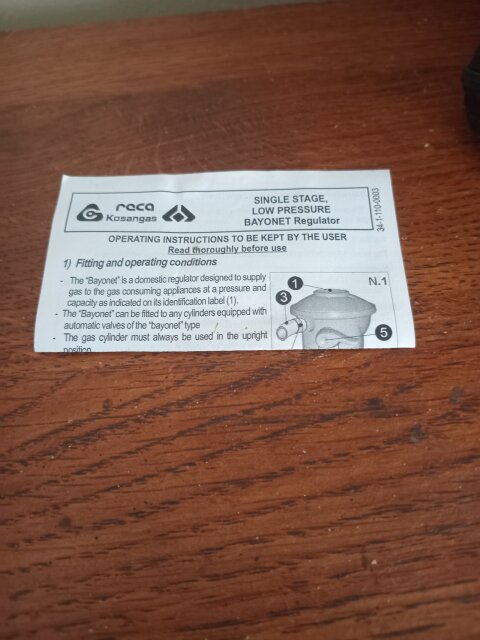 reca
Kosangas
SINGLE STAGE,
LOW PRESSURE
BAYONET Regulator
34-1-110-0003
OPERATING INSTRUCTIONS TO BE KEPT BY THE USER
Read thoroughly before use
1) Fitting and operating conditions
- The "Bayonet" is a domestic regulator designed to supply
gas to the gas consuming appliances at a pressure and
capacity as indicated on its identification label (1).
- The "Bayonet" can be fitted to any cylinders equipped with
automatic valves of the "bayonet" type
- The gas cylinder must always be used in the upright
position
N.1
1
3
5